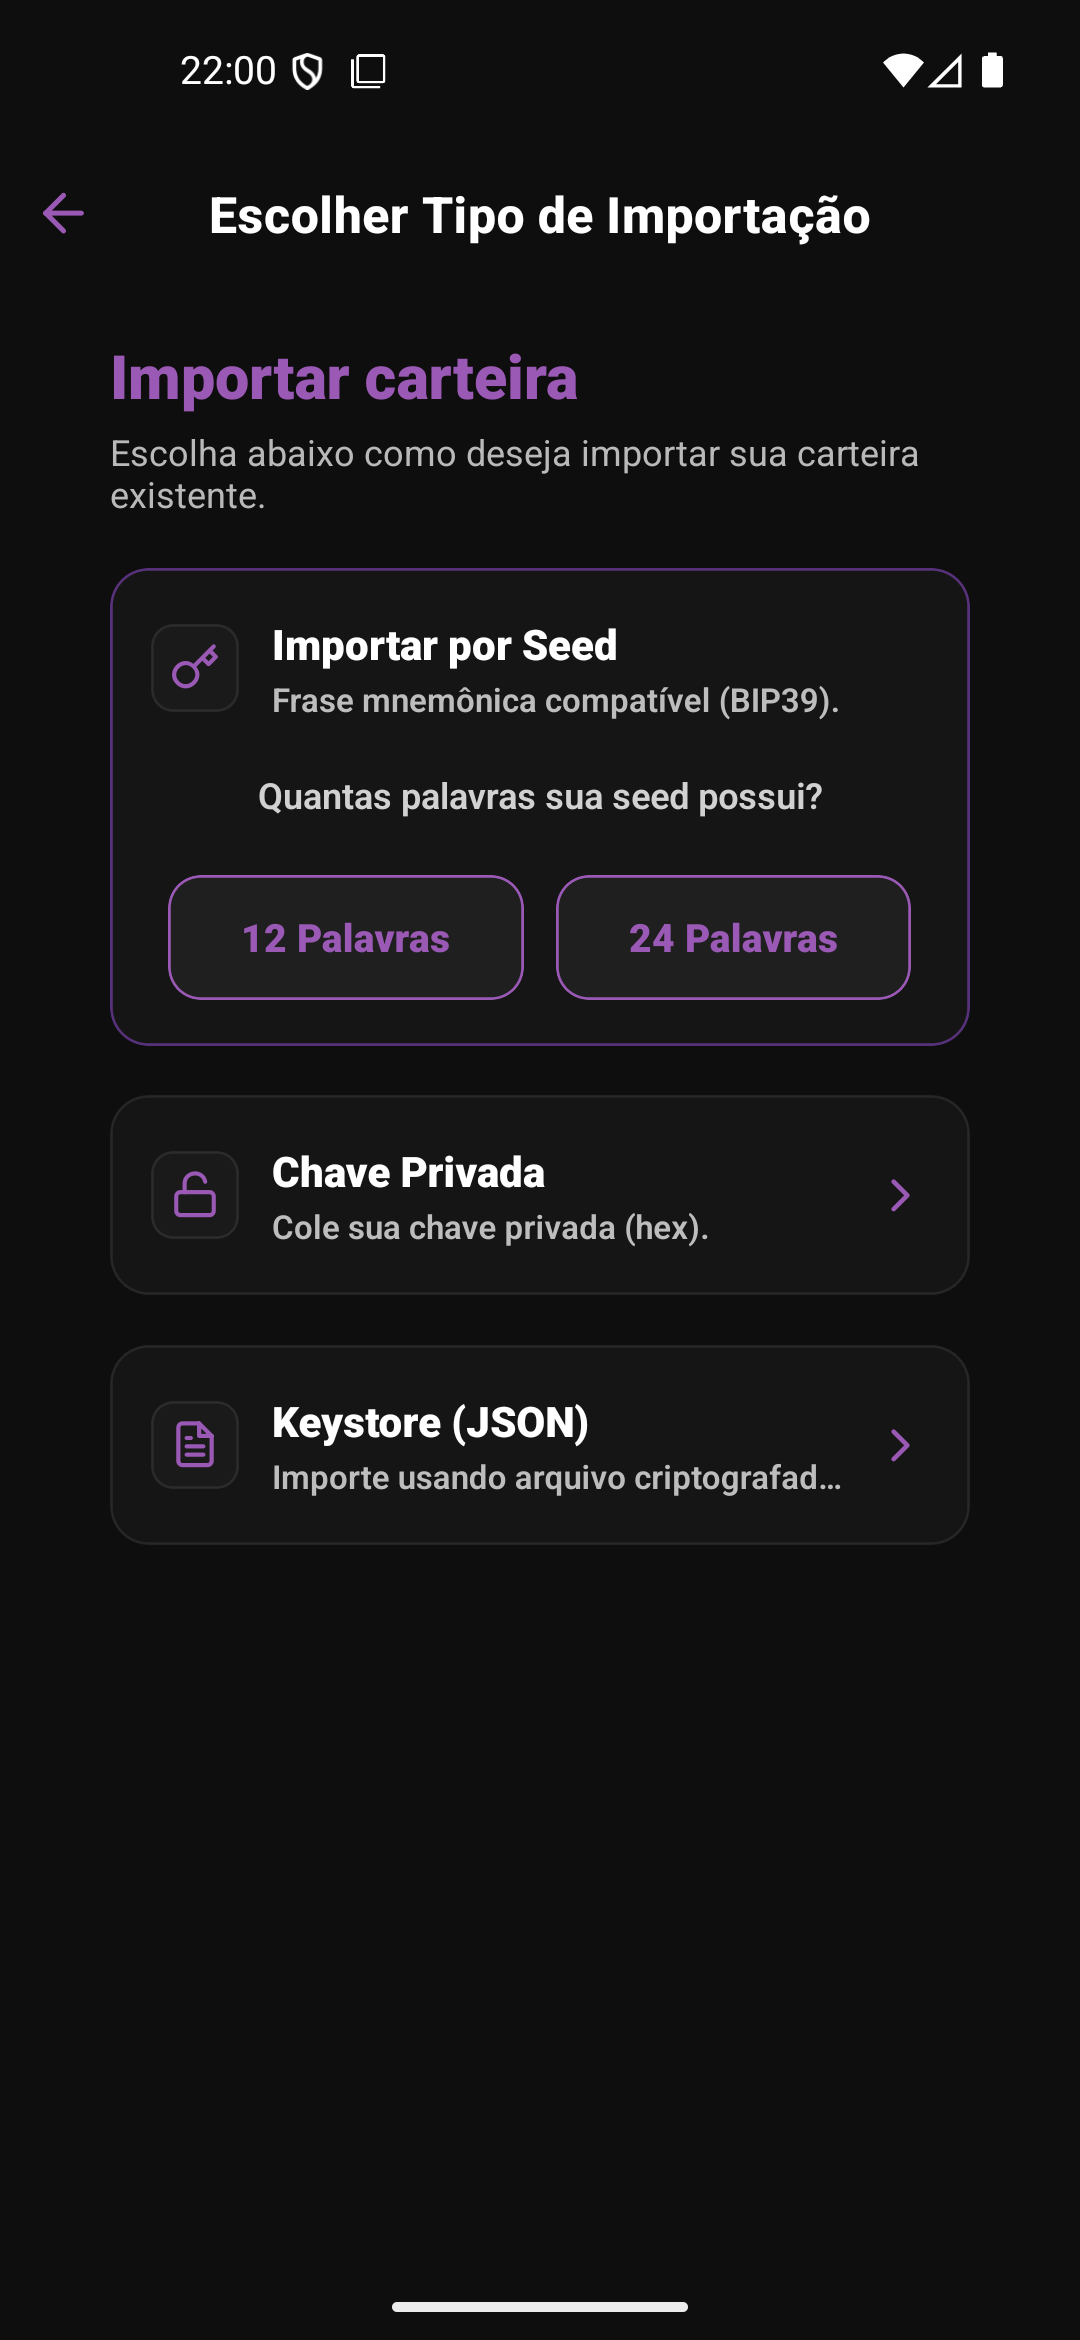 22:00
Escolher Tipo de Importação
Importar carteira
Escolha abaixo como deseja importar sua carteira
existente.
Importar por Seed
Frase mnemônica compatível (BIP39).
Quantas palavras sua seed possui?
12 Palavras
24 Palavras
Chave Privada
Cole sua chave privada (hex).
Keystore (JSON)
Importe usando arquivo criptografad...